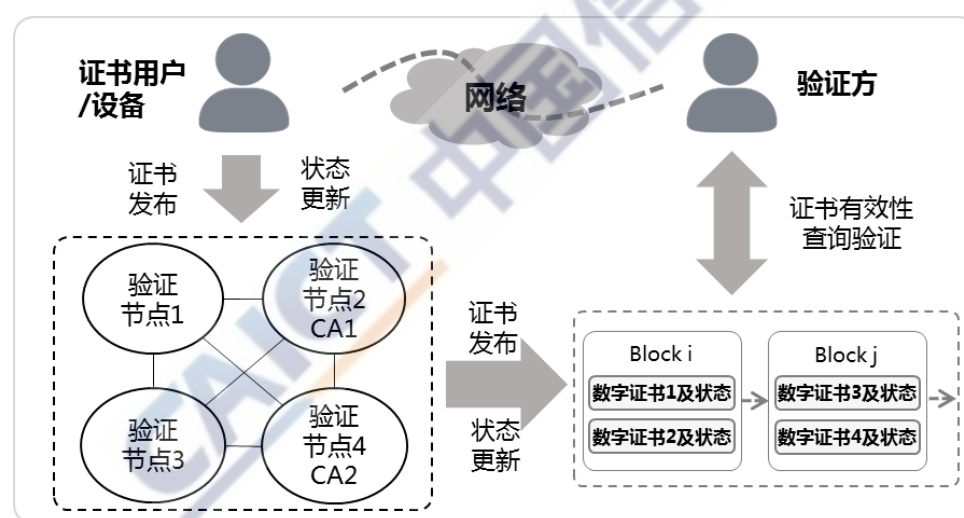 证书用户
/设备
网络
验证方
证书
发布
状态
更新
证书有效性
查询验证
验证
节点1
验证
节点2
CA1
验证
节点3
验证
节点4
CA2
证书
发布
状态
更新
Block i
数字证书1及状态
数字证书2及状态
Block j
数字证书3及状态
数字证书4及状态
CAICT 中国信